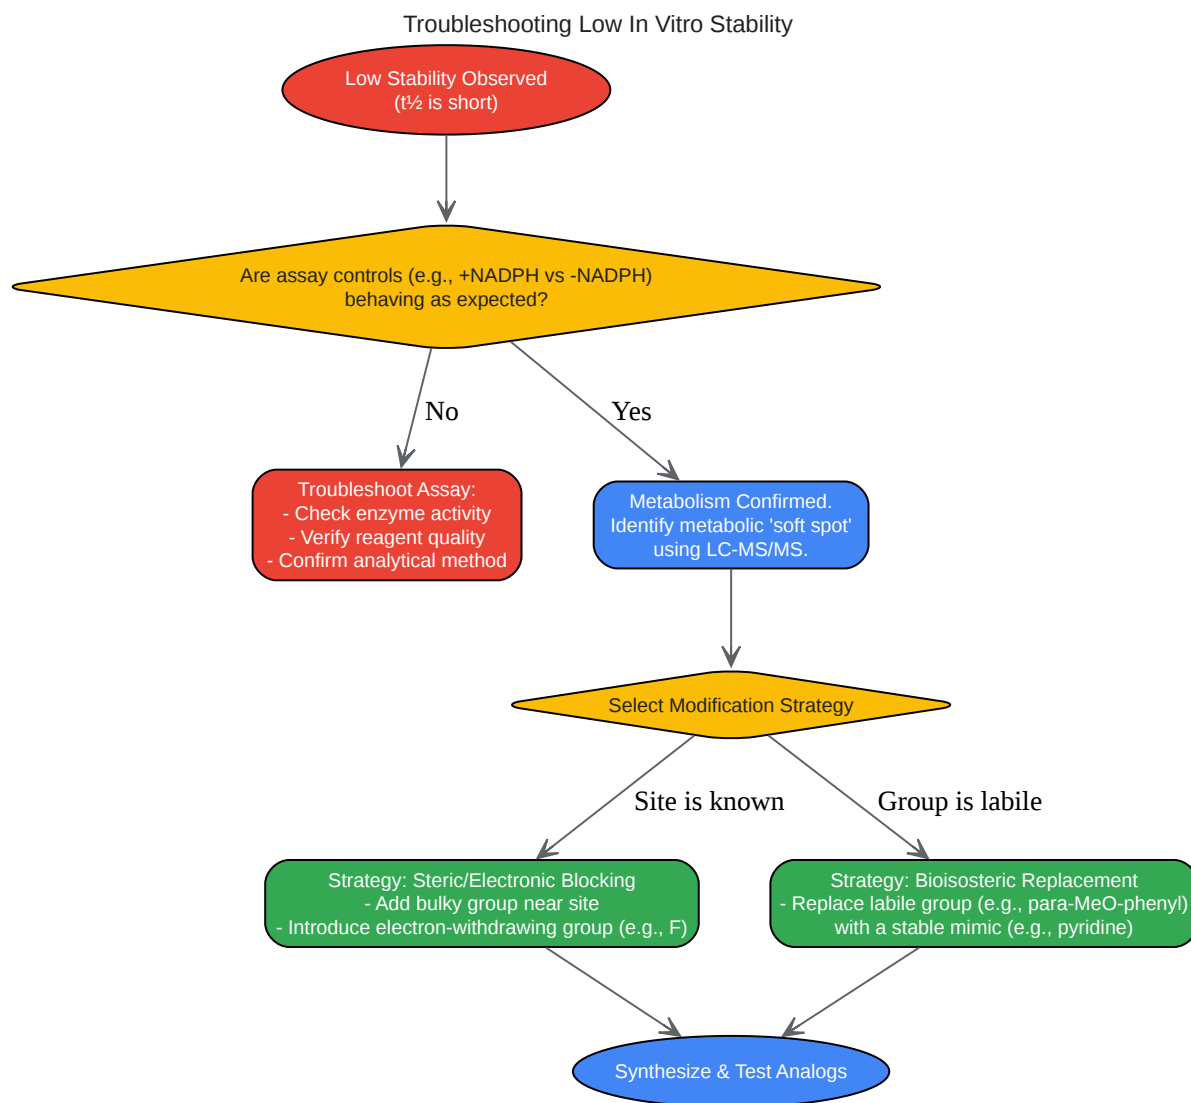 Troubleshooting Low In Vitro Stability
Low Stability Observed
(t½ is short)
Are assay controls (e.g., +NADPH vs -NADPH)
behaving as expected?
No
Yes
Troubleshoot Assay:
- Check enzyme activity
- Verify reagent quality
- Confirm analytical method
Metabolism Confirmed.
Identify metabolic 'soft spot'
using LC-MS/MS.
Select Modification Strategy
Site is known
Group is labile
Strategy: Steric/Electronic Blocking
- Add bulky group near site
- Introduce electron-withdrawing group (e.g., F)
Strategy: Bioisosteric Replacement
- Replace labile group (e.g., para-MeO-phenyl)
with a stable mimic (e.g., pyridine)
Synthesize & Test Analogs